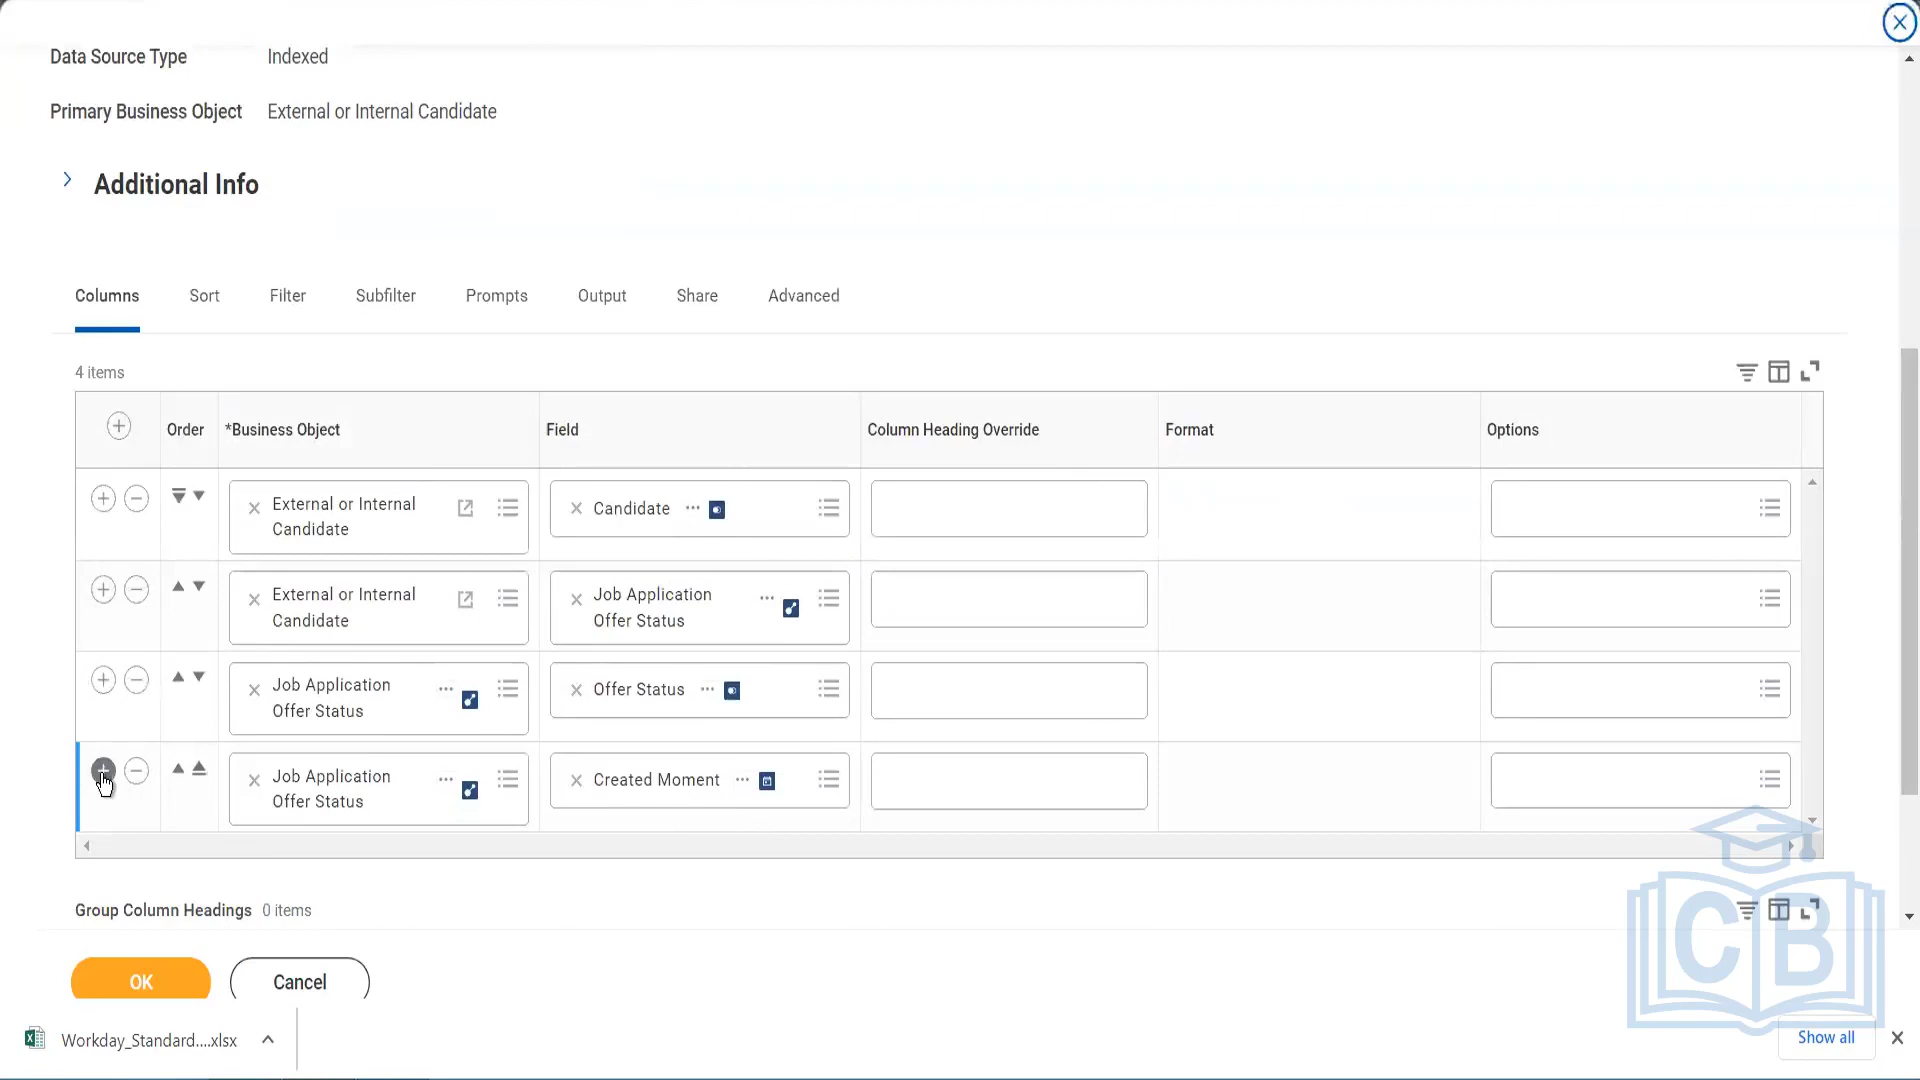 Data Source Type Indexed
Primary Business Object External or Internal Candidate
Additional Info
Columns Sort Filter Subfilter Prompts Output Share Advanced
4 items
Order *Business Object Field Column Heading Override Format Options
External or Internal
Candidate
Candidate
External or Internal
Candidate
Job Application
Offer Status
Job Application
Offer Status
Offer Status
Job Application
Offer Status
Created Moment
Group Column Headings 0 items
OK Cancel
CB
Workday_Standard....xlsx
Show all